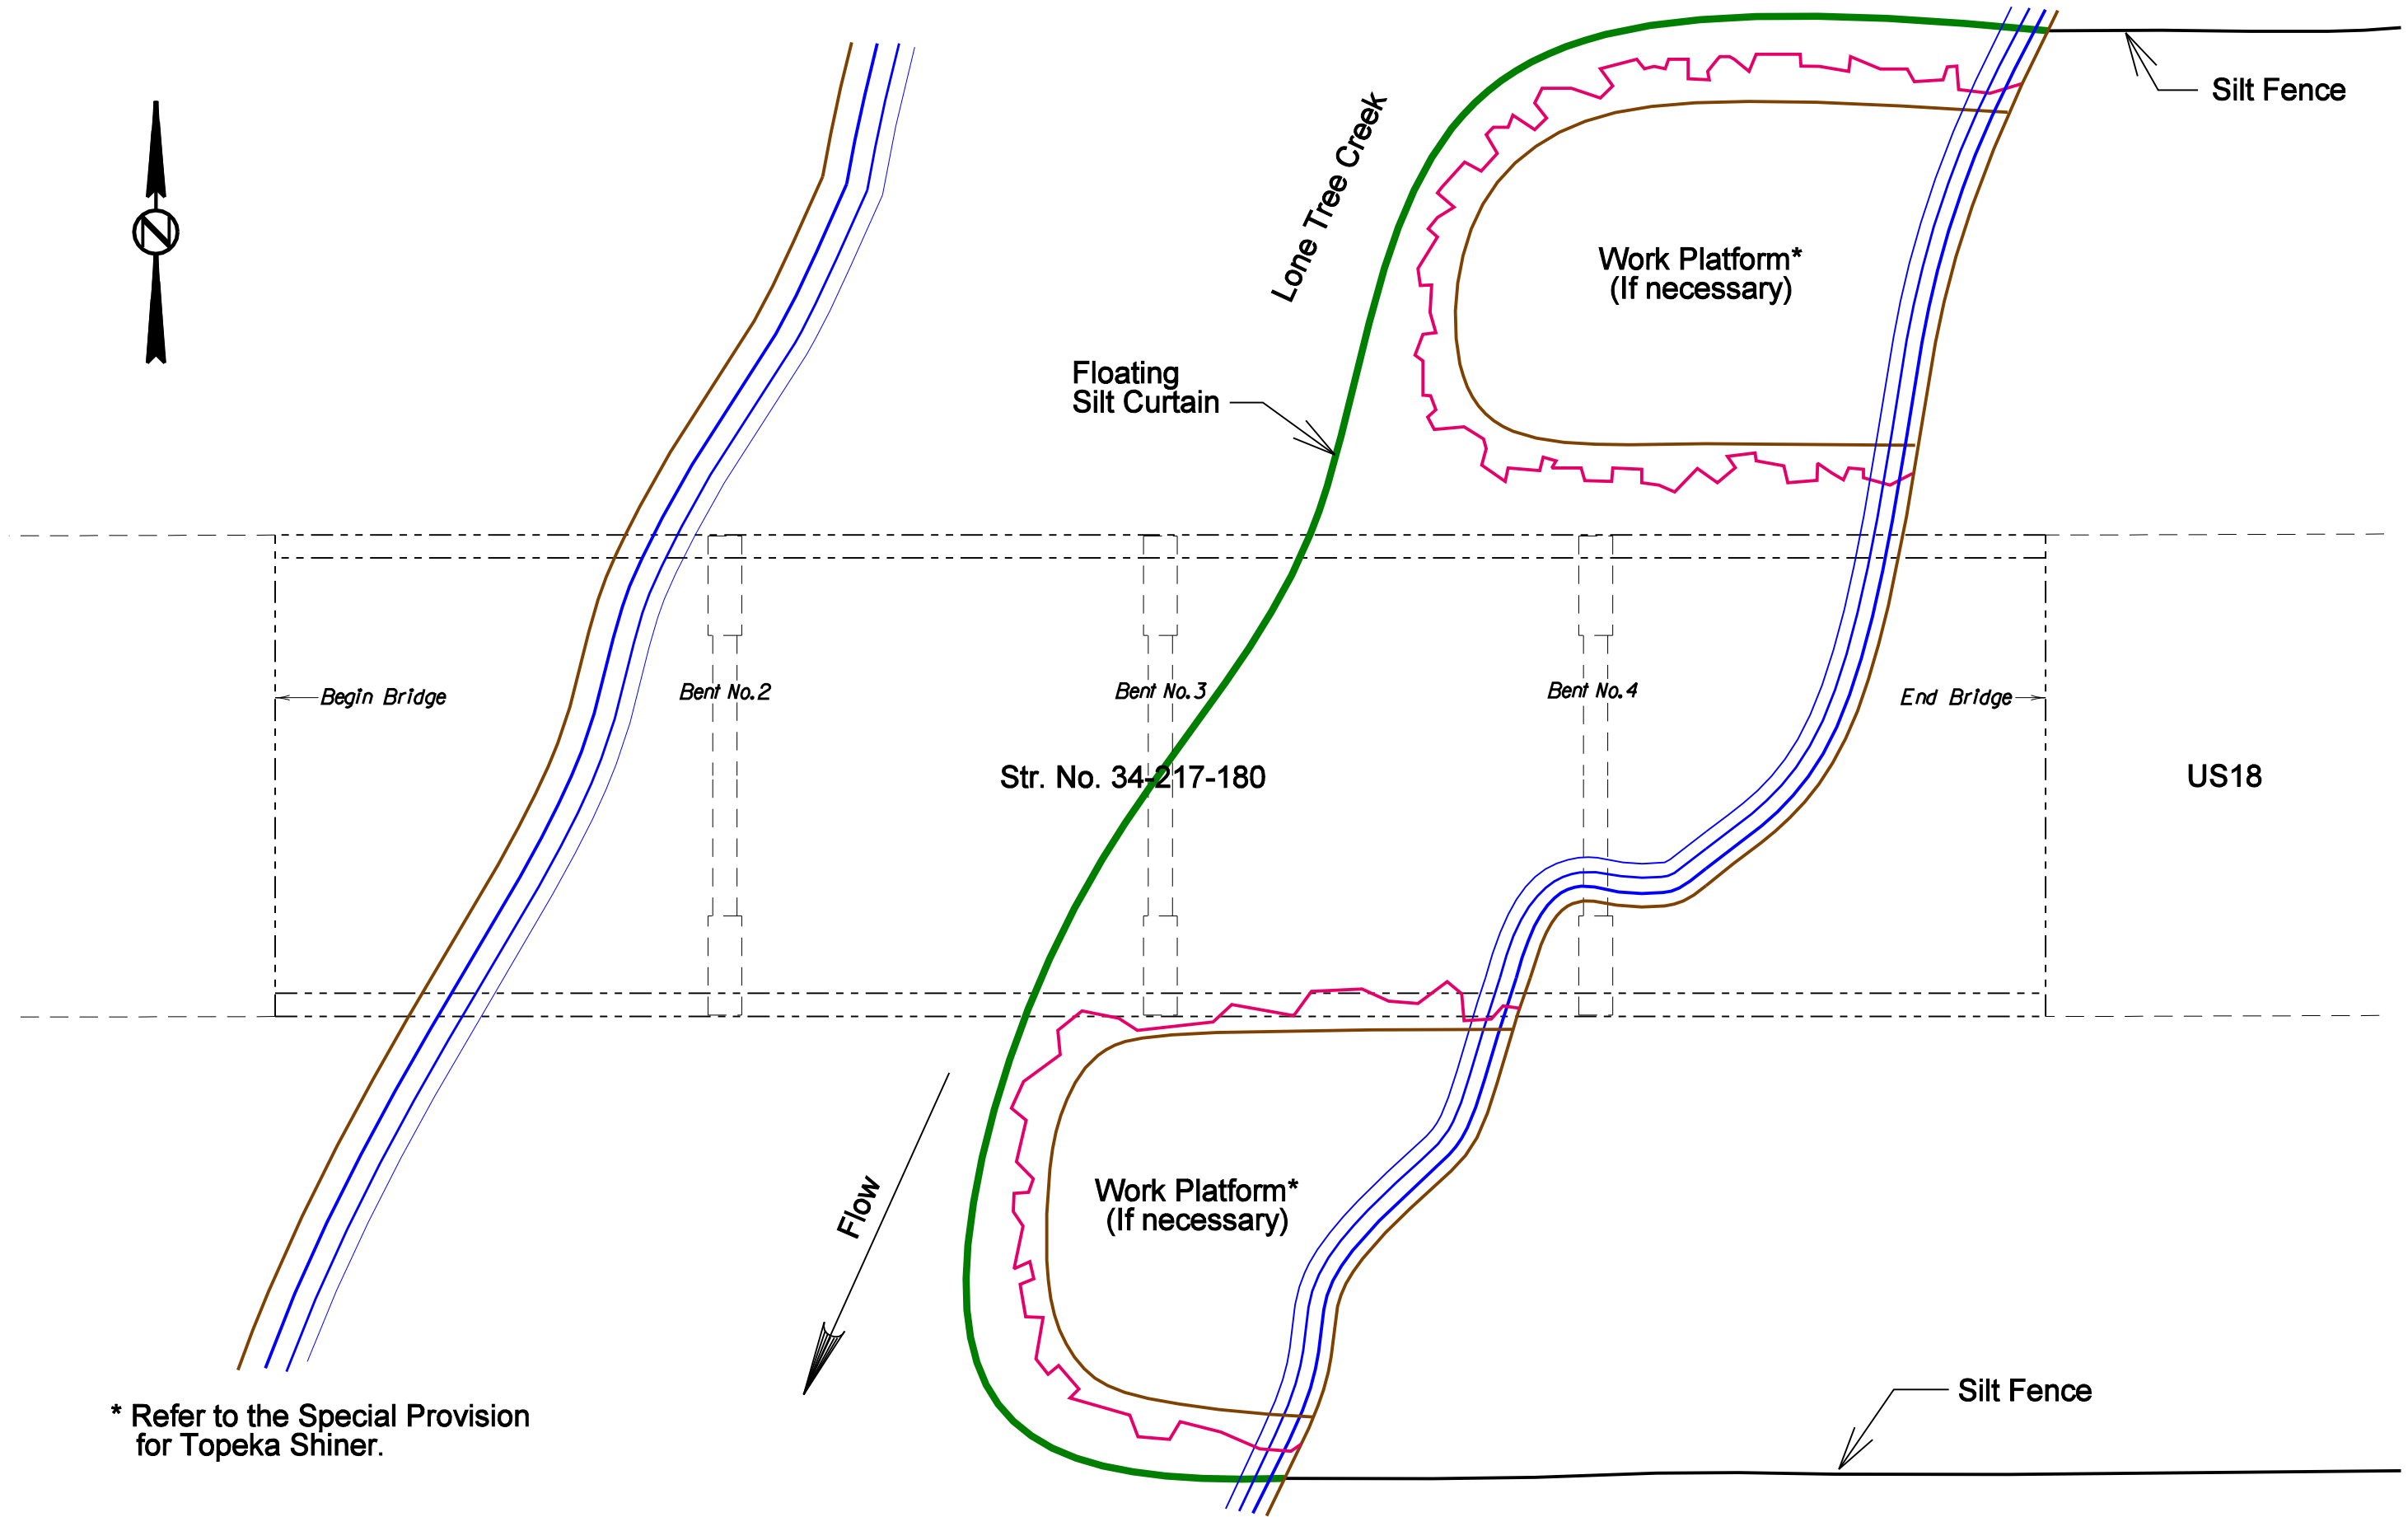 Silt Fence
Lone Tree Creek
N
Work Platform*
(If necessary)
Floating
Silt Curtain
Begin Bridge
Bent No.2
Bent No.3
Bent No.4
End Bridge
Str. No. 34-217-180
US18
Work Platform*
(If necessary)
Flow
Silt Fence
* Refer to the Special Provision
for Topeka Shiner.